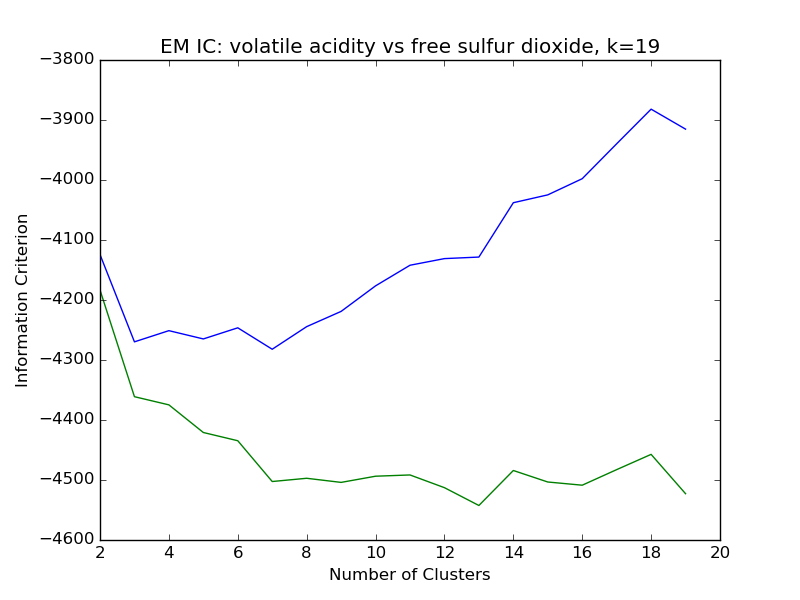 EM IC: volatile acidity vs free sulfur dioxide, k=19
−3800
−3900
−4000
−4100
−4200
−4300
−4400
−4500
−4600
Information Criterion
2 4 6 8 10 12 14 16 18 20
Number of Clusters